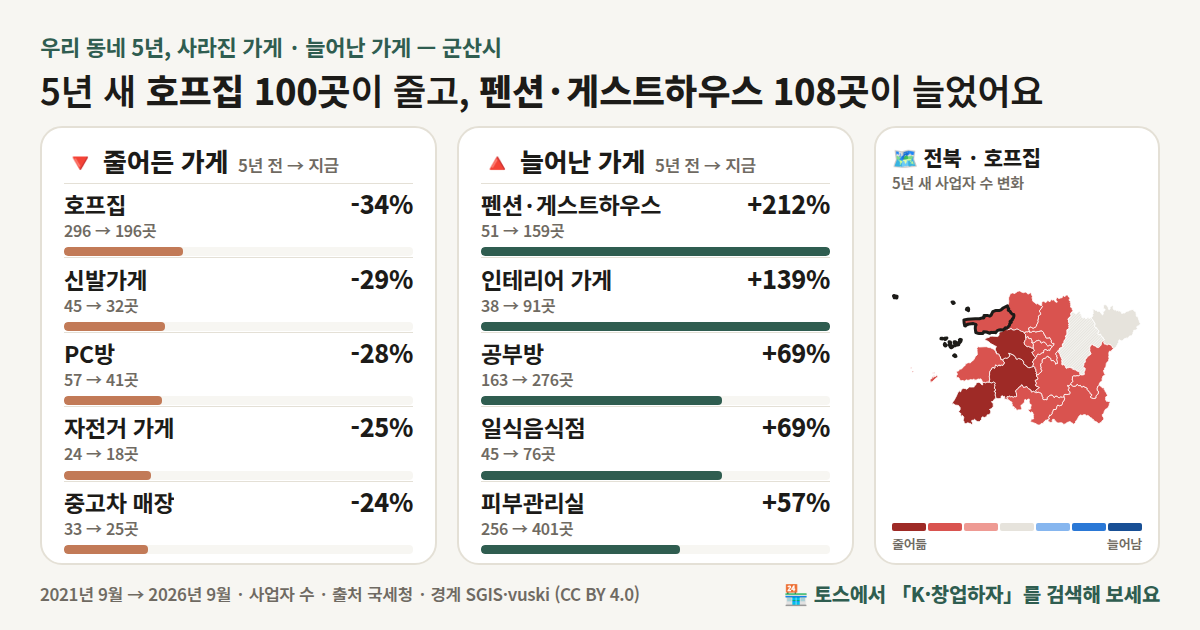 우리 동네 5년, 사라진 가게 · 늘어난 가게 — 군산시
5년 새 호프집 100곳이 줄고, 펜션·게스트하우스 108곳이 늘었어요
줄어든 가게 5년 전 → 지금
호프집 -34%
296 → 196곳
신발가게 -29%
45 → 32곳
PC방 -28%
57 → 41곳
자전거 가게 -25%
24 → 18곳
중고차 매장 -24%
33 → 25곳
늘어난 가게 5년 전 → 지금
펜션·게스트하우스 +212%
51 → 159곳
인테리어 가게 +139%
38 → 91곳
공부방 +69%
163 → 276곳
일식음식점 +69%
45 → 76곳
피부관리실 +57%
256 → 401곳
전북 · 호프집
5년 새 사업자 수 변화
줄어듦 늘어남
2021년 9월 → 2026년 9월 · 사업자 수 · 출처 국세청 · 경계 SGIS·vuski (CC BY 4.0)
토스에서 「K·창업하자」를 검색해 보세요